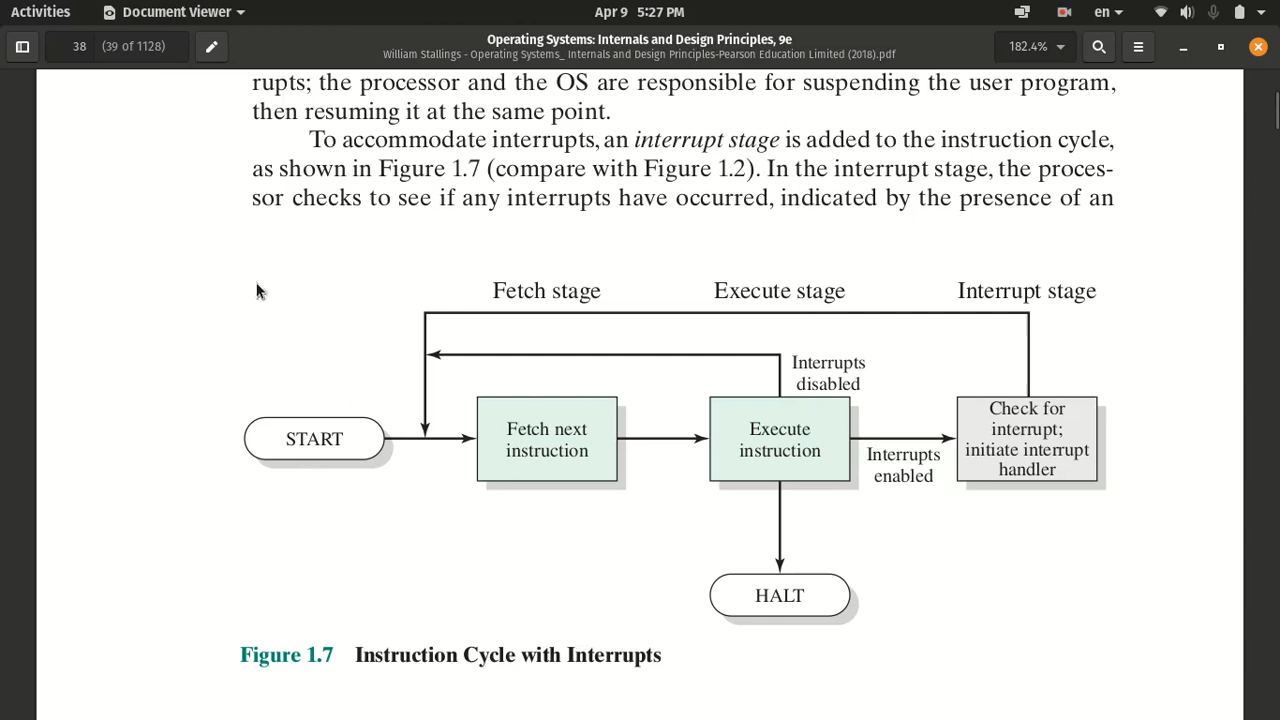 Activities
Document Viewer
Apr 9 5:27 PM
en
38 (39 of 1128)
Operating Systems: Internals and Design Principles, 9e
William Stallings - Operating Systems_ Internals and Design Principles-Pearson Education Limited (2018).pdf
182.4%
rupts; the processor and the OS are responsible for suspending the user program,
then resuming it at the same point.
To accommodate interrupts, an interrupt stage is added to the instruction cycle,
as shown in Figure 1.7 (compare with Figure 1.2). In the interrupt stage, the proces-
sor checks to see if any interrupts have occurred, indicated by the presence of an
Fetch stage
Execute stage
Interrupt stage
Interrupts
disabled
START
Fetch next
instruction
Execute
instruction
Interrupts
enabled
Check for
interrupt;
initiate interrupt
handler
HALT
Figure 1.7 Instruction Cycle with Interrupts